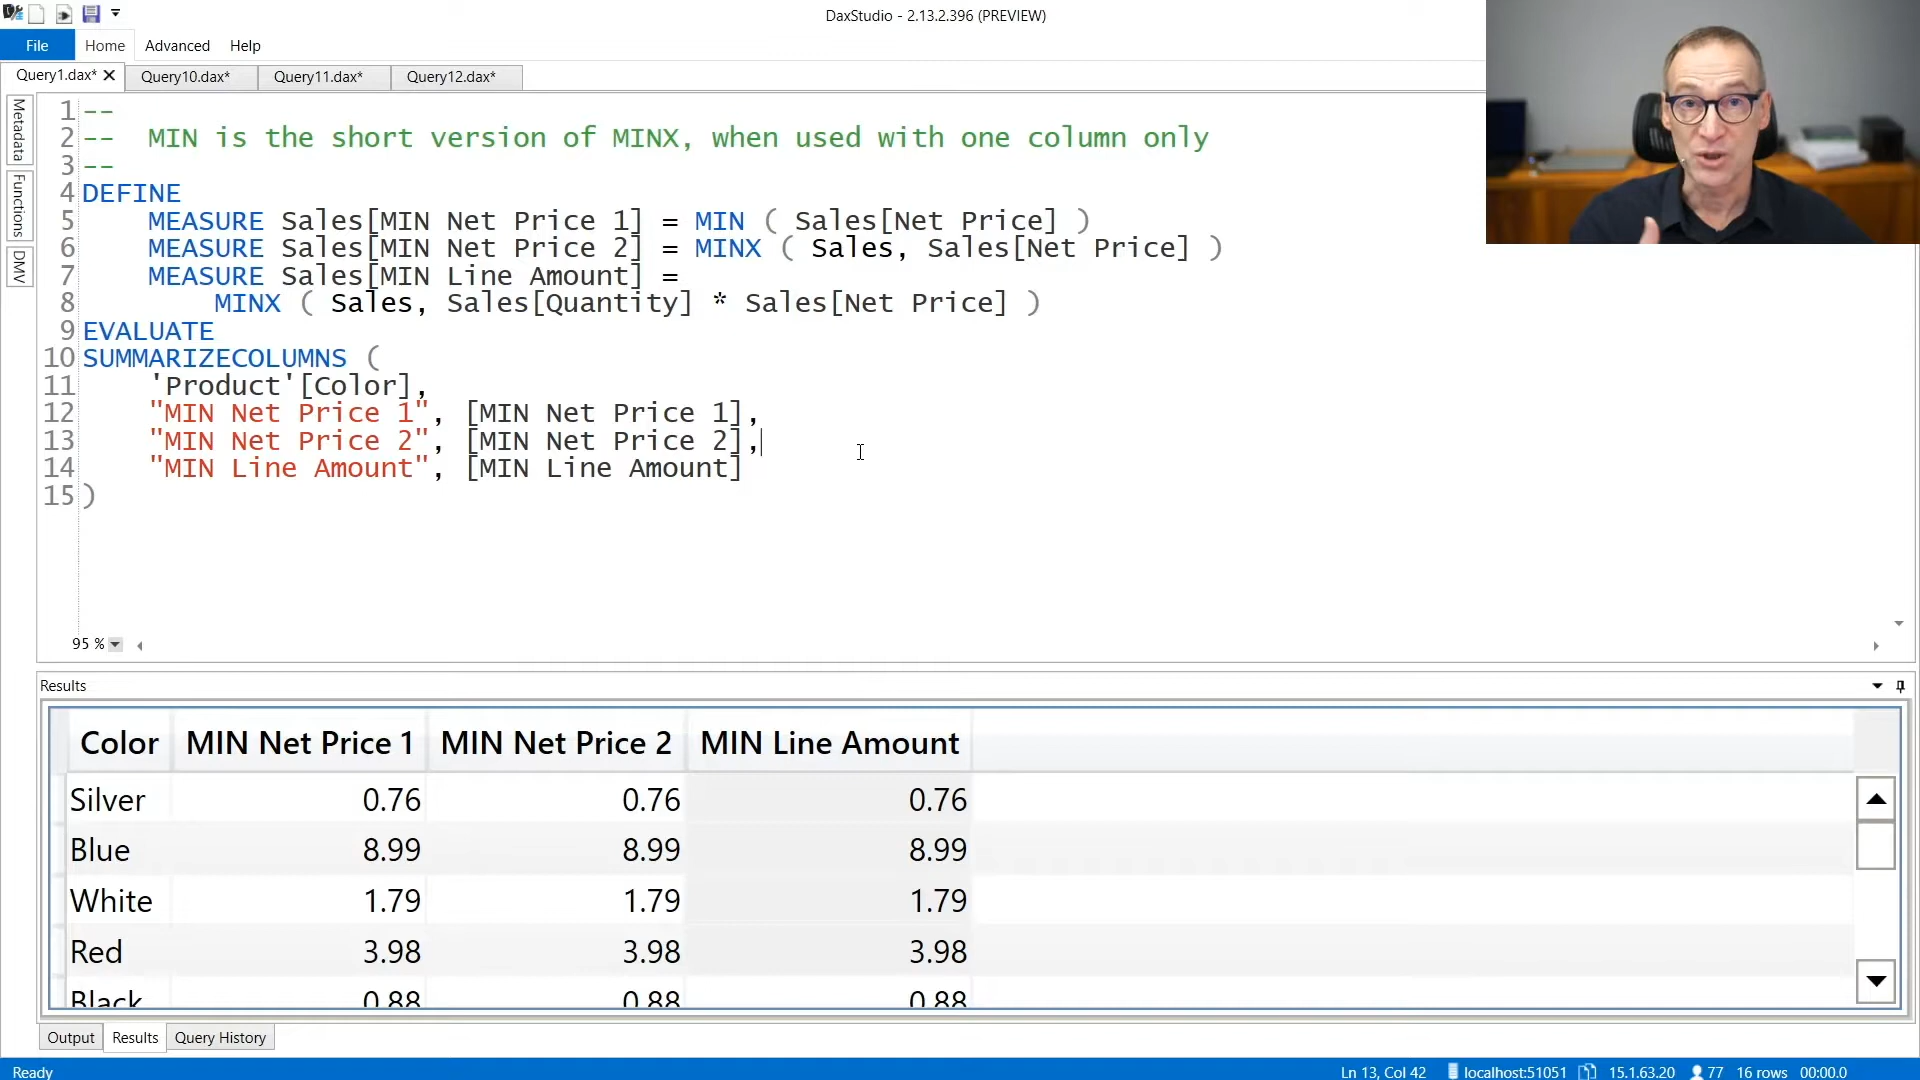 DaxStudio - 2.13.2.396 (PREVIEW)
File Home Advanced Help
Query1.dax* Query10.dax* Query11.dax* Query12.dax*
Metadata
Functions
DMV
1 --
2 --  MIN is the short version of MINX, when used with one column only
3 --
4 DEFINE
5     MEASURE Sales[MIN Net Price 1] = MIN ( Sales[Net Price] )
6     MEASURE Sales[MIN Net Price 2] = MINX ( Sales, Sales[Net Price] )
7     MEASURE Sales[MIN Line Amount] =
8         MINX ( Sales, Sales[Quantity] * Sales[Net Price] )
9 EVALUATE
10 SUMMARIZECOLUMNS (
11     'Product'[Color],
12     "MIN Net Price 1", [MIN Net Price 1],
13     "MIN Net Price 2", [MIN Net Price 2],
14     "MIN Line Amount", [MIN Line Amount]
15 )
95 %
Results
Color MIN Net Price 1 MIN Net Price 2 MIN Line Amount
Silver 0.76 0.76 0.76
Blue 8.99 8.99 8.99
White 1.79 1.79 1.79
Red 3.98 3.98 3.98
Black 0.88 0.88 0.88
Output Results Query History
Ready Ln 13, Col 42 localhost:51051 15.1.63.20 77 16 rows 00:00.0